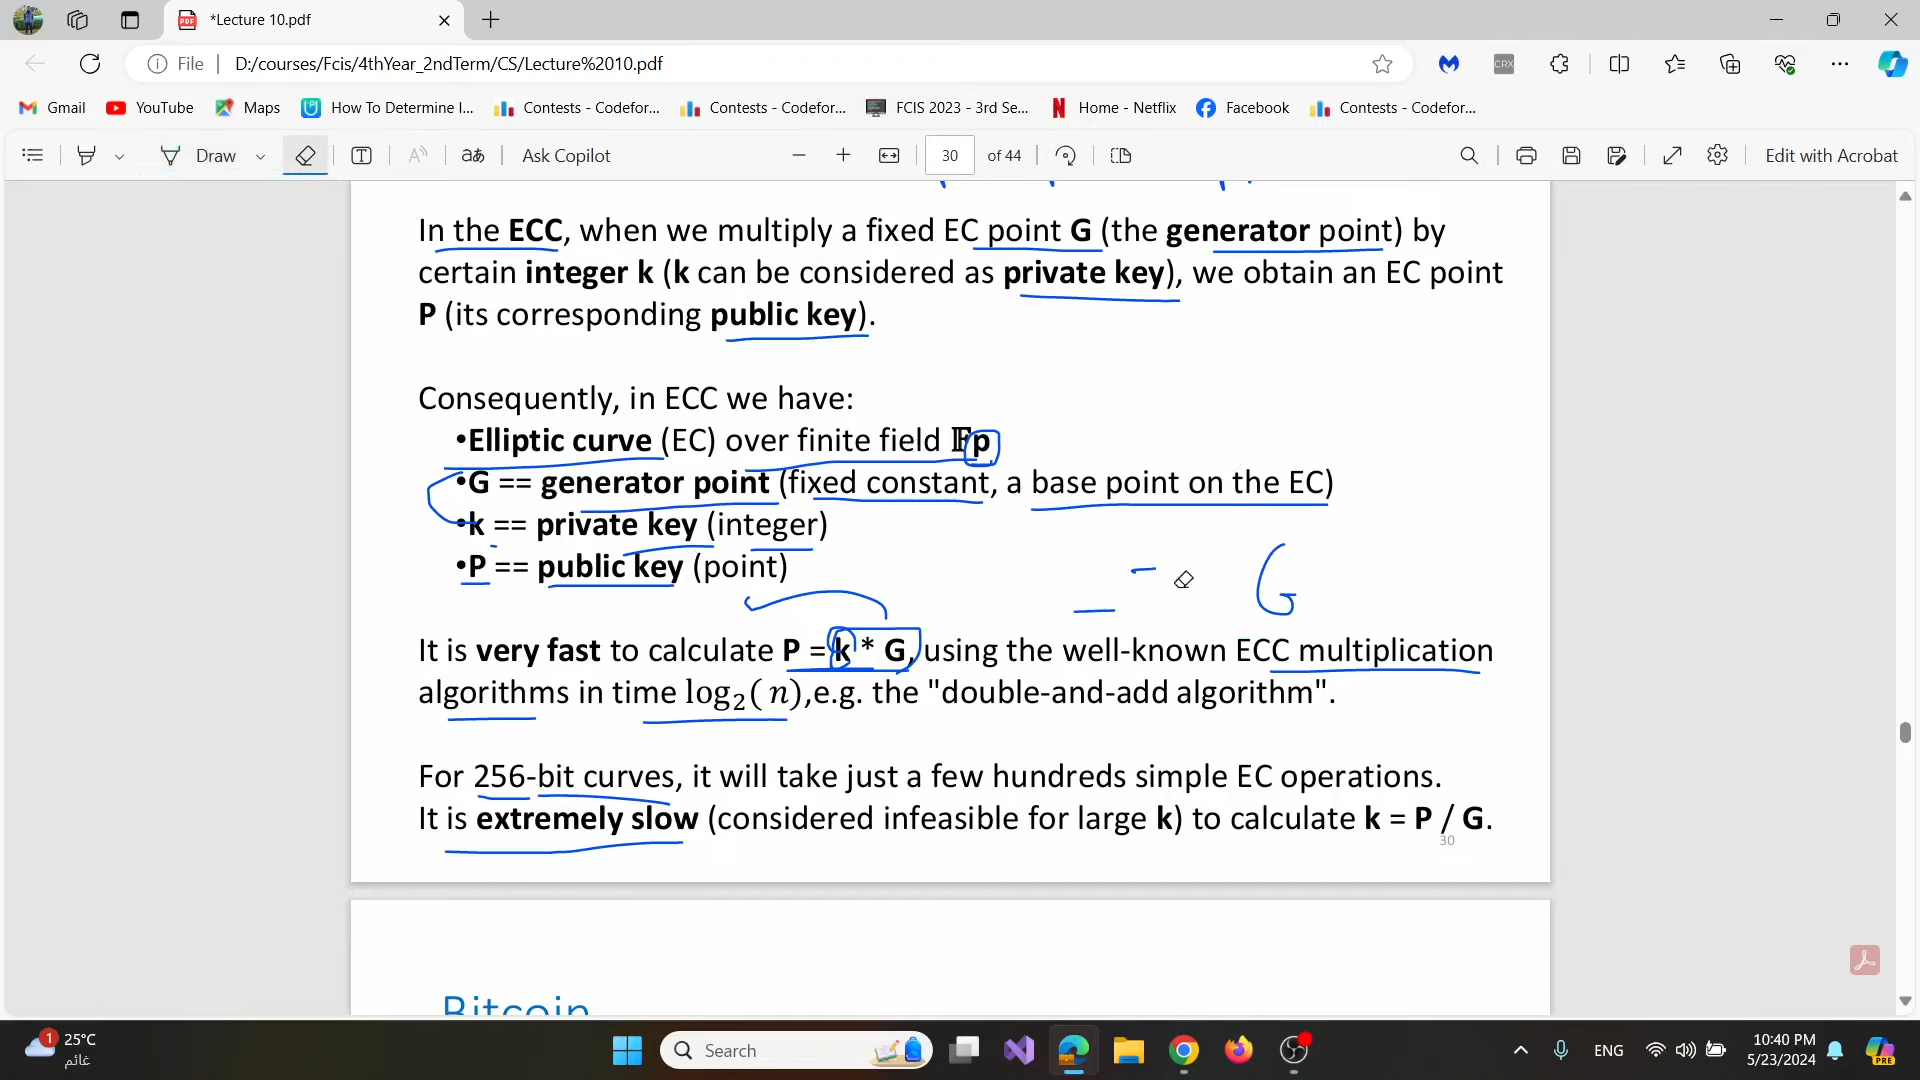 *Lecture 10.pdf
File D:/courses/Fcis/4thYear_2ndTerm/CS/Lecture%2010.pdf
Gmail YouTube Maps How To Determine I... Contests - Codefor... Contests - Codefor... FCIS 2023 - 3rd Se... Home - Netflix Facebook Contests - Codefor...
Draw aあ Ask Copilot 30 of 44 Edit with Acrobat
In the ECC, when we multiply a fixed EC point G (the generator point) by
certain integer k (k can be considered as private key), we obtain an EC point
P (its corresponding public key).
Consequently, in ECC we have:
•Elliptic curve (EC) over finite field 𝔽p
•G == generator point (fixed constant, a base point on the EC)
•k == private key (integer)
•P == public key (point)
G
It is very fast to calculate P = k * G, using the well-known ECC multiplication
algorithms in time log₂( n),e.g. the "double-and-add algorithm".
For 256-bit curves, it will take just a few hundreds simple EC operations.
It is extremely slow (considered infeasible for large k) to calculate k = P / G.
30
Bitcoin
1 25°C
غائم
Search
ENG
10:40 PM
5/23/2024
PRE